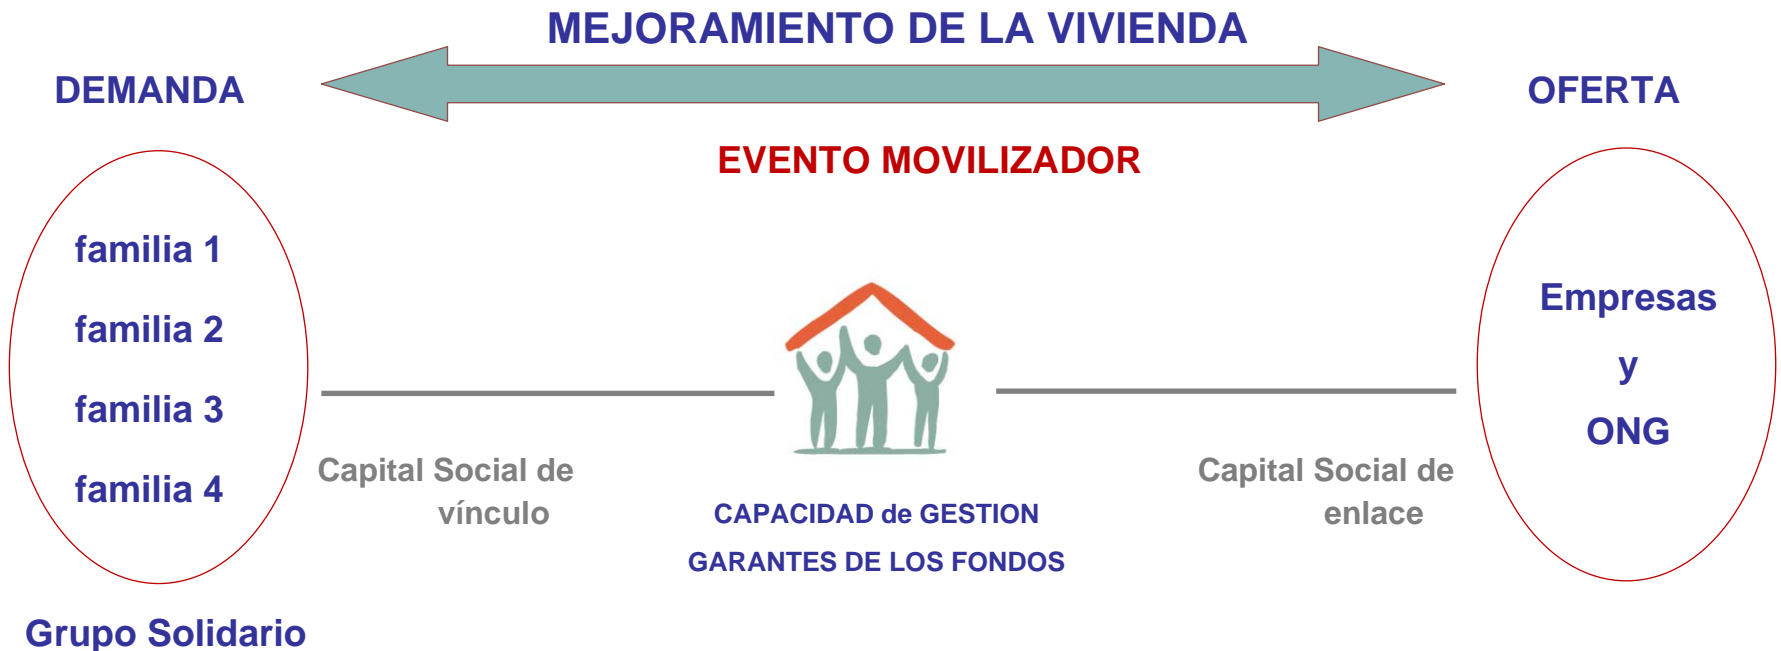 MEJORAMIENTO DE LA VIVIENDA
DEMANDA
OFERTA
EVENTO MOVILIZADOR
familia 1
familia 2
familia 3
familia 4
Empresas
y
ONG
Capital Social de
vínculo
Capital Social de
enlace
CAPACIDAD de GESTION
GARANTES DE LOS FONDOS
Grupo Solidario